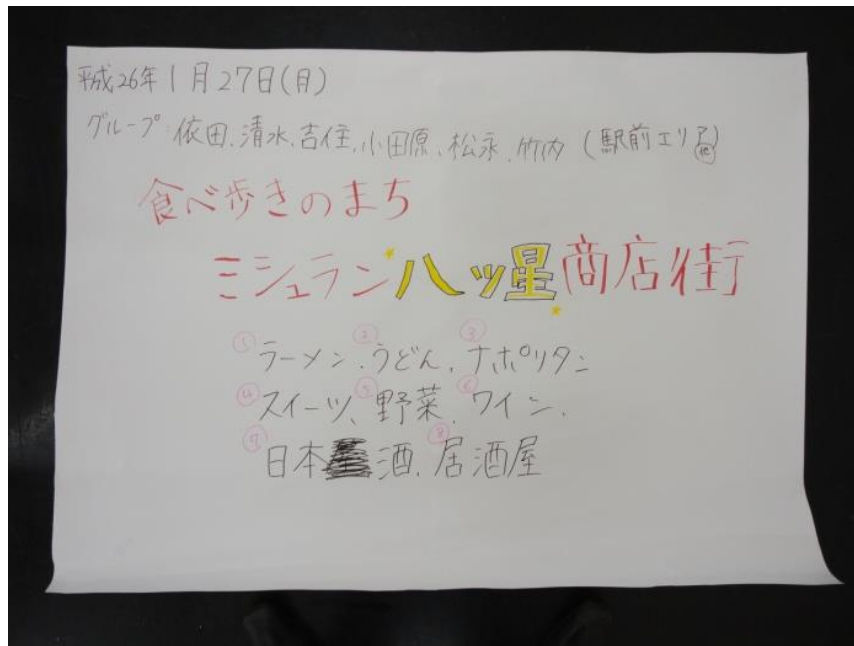 平成26年1月27日(月)
グループ 依田、清水、吉住、小田原、松永、竹内 (駅前エリア)
食べ歩きのまち
ミシュラン八ツ星商店街
①ラーメン、②うどん、③ナポリタン
④スイーツ、⑤野菜、⑥ワイン、
⑦日本酒、⑧居酒屋